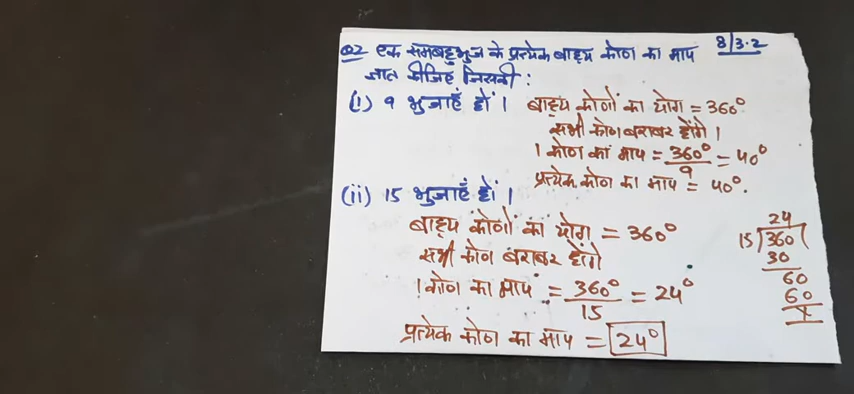 Q2 एक समबहुभुज के प्रत्येक बाह्य कोण का माप 8/3.2
ज्ञात कीजिए जिसकी :
(i) 9 भुजाएँ हों। बाह्य कोणों का योग = 360°
सभी कोण बराबर होंगे।
1 कोण का माप = 360°/9 = 40°
प्रत्येक कोण का माप = 40°.
(ii) 15 भुजाएँ हों।
बाह्य कोणों का योग = 360°
सभी कोण बराबर होंगे
1 कोण का माप = 360°/15 = 24°
प्रत्येक कोण का माप = 24°
24
15)360(
30
60
60
x